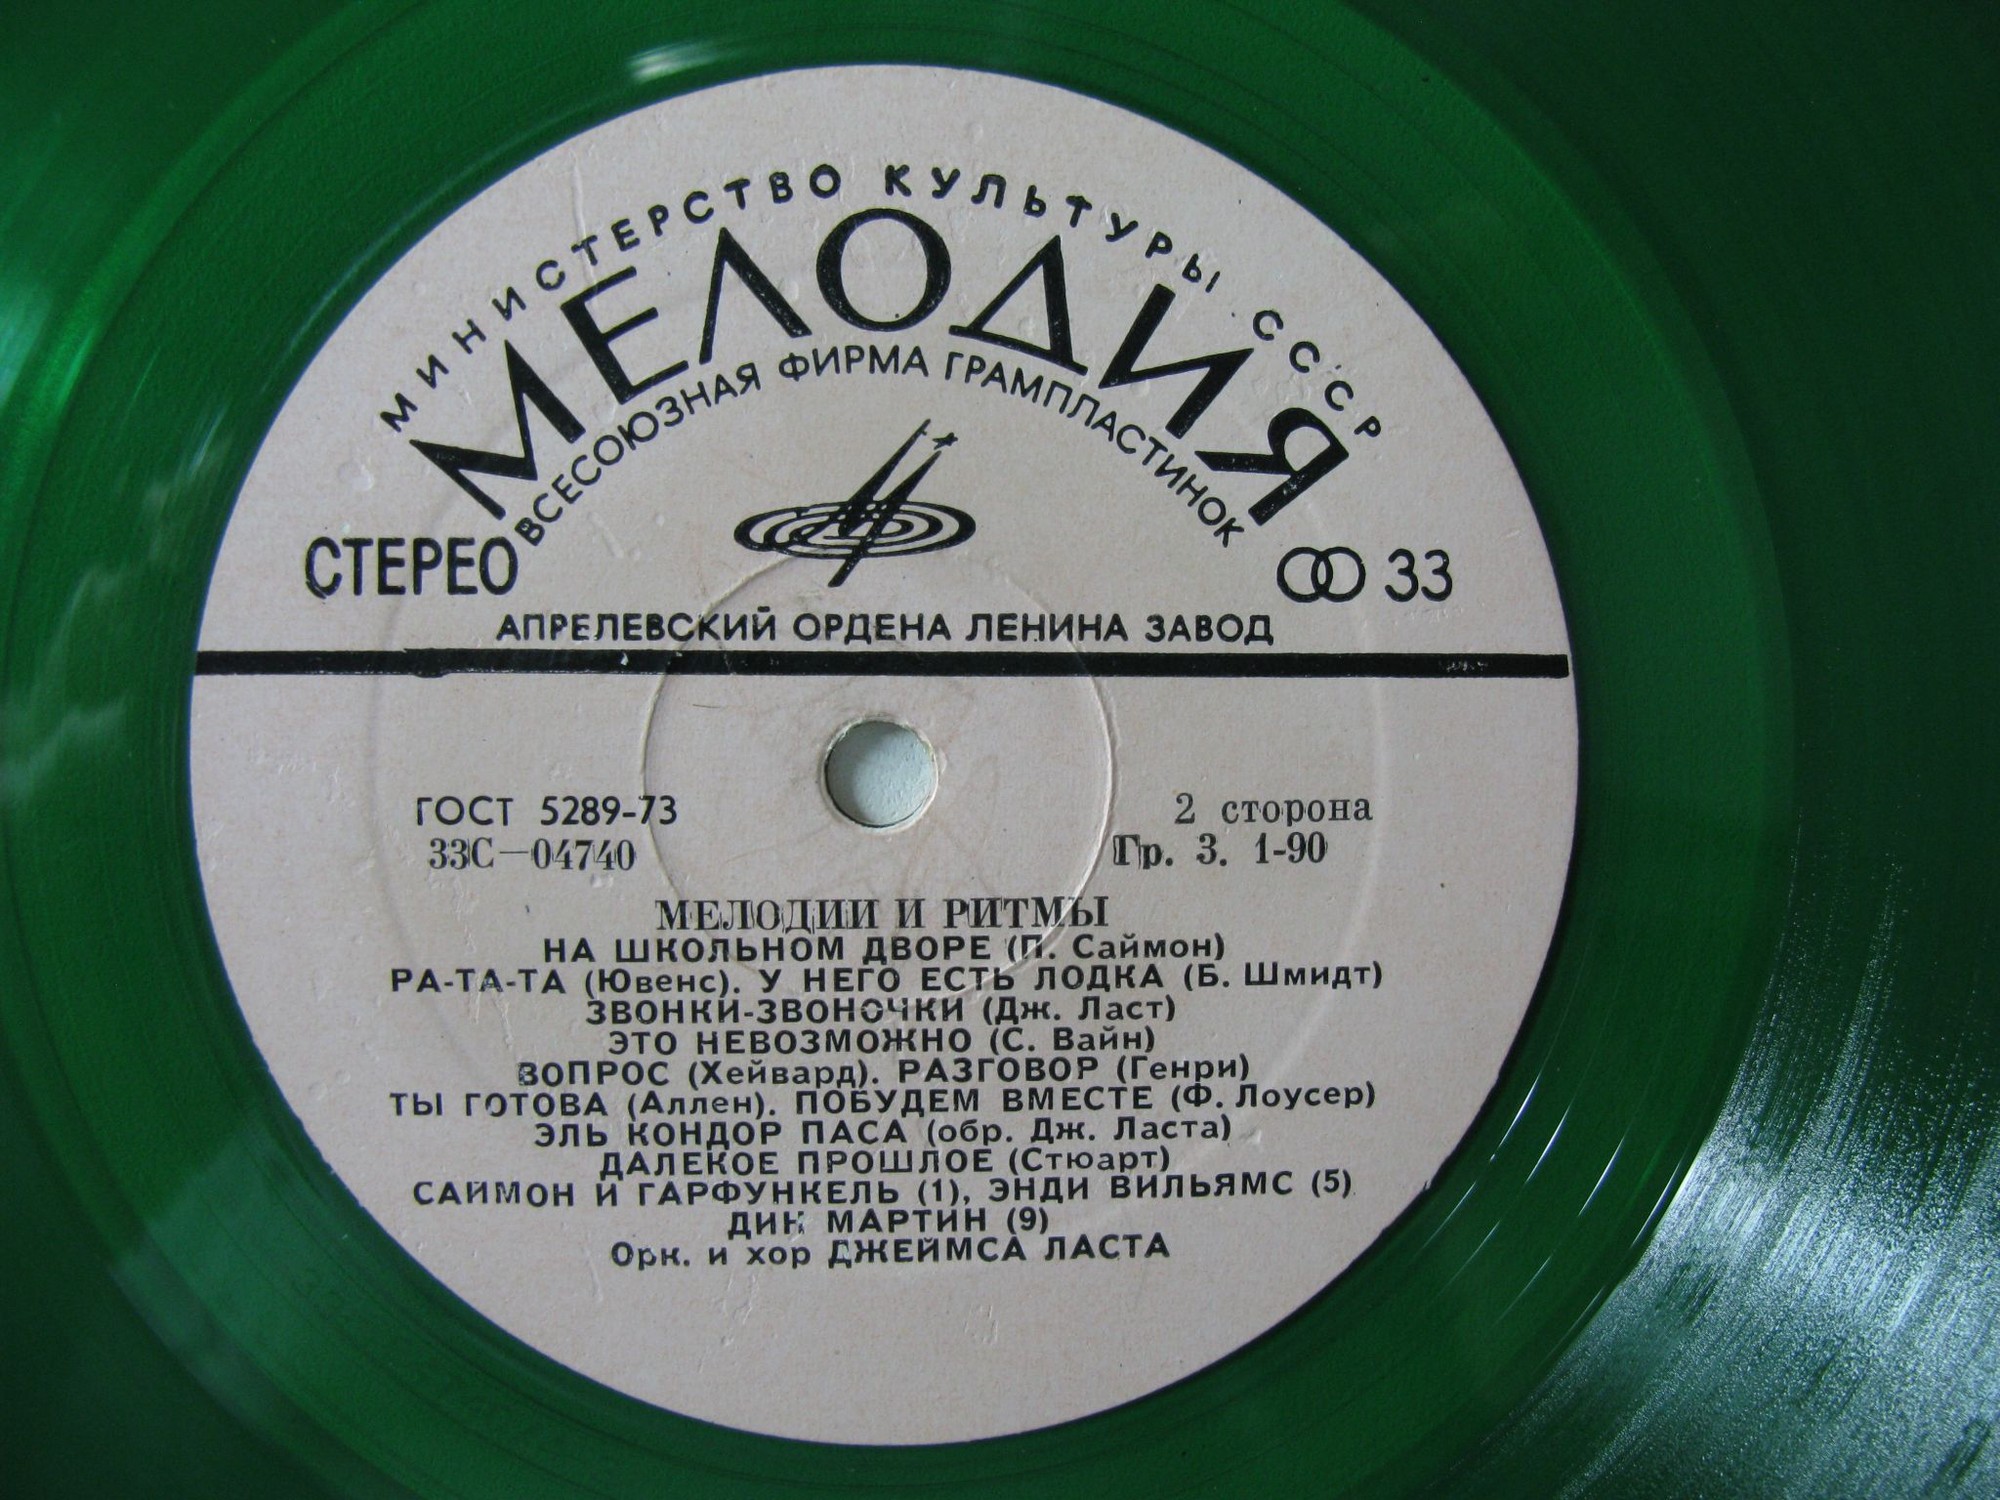 МИНИСТЕРСТВО КУЛЬТУРЫ СССР
МЕЛОДИЯ
ВСЕСОЮЗНАЯ ФИРМА ГРАМПЛАСТИНОК
СТЕРЕО
33
АПРЕЛЕВСКИЙ ОРДЕНА ЛЕНИНА ЗАВОД
ГОСТ 5289-73
2 сторона
33С—04740
Гр. 3. 1-90
МЕЛОДИИ И РИТМЫ
НА ШКОЛЬНОМ ДВОРЕ (П. Саймон)
РА-ТА-ТА (Ювенс). У НЕГО ЕСТЬ ЛОДКА (Б. Шмидт)
ЗВОНКИ-ЗВОНОЧКИ (Дж. Ласт)
ЭТО НЕВОЗМОЖНО (С. Вайн)
ВОПРОС (Хейвард). РАЗГОВОР (Генри)
ТЫ ГОТОВА (Аллен). ПОБУДЕМ ВМЕСТЕ (Ф. Лоусер)
ЭЛЬ КОНДОР ПАСА (обр. Дж. Ласта)
ДАЛЕКОЕ ПРОШЛОЕ (Стюарт)
САЙМОН И ГАРФУНКЕЛЬ (1), ЭНДИ ВИЛЬЯМС (5)
ДИН МАРТИН (9)
Орк. и хор ДЖЕЙМСА ЛАСТА